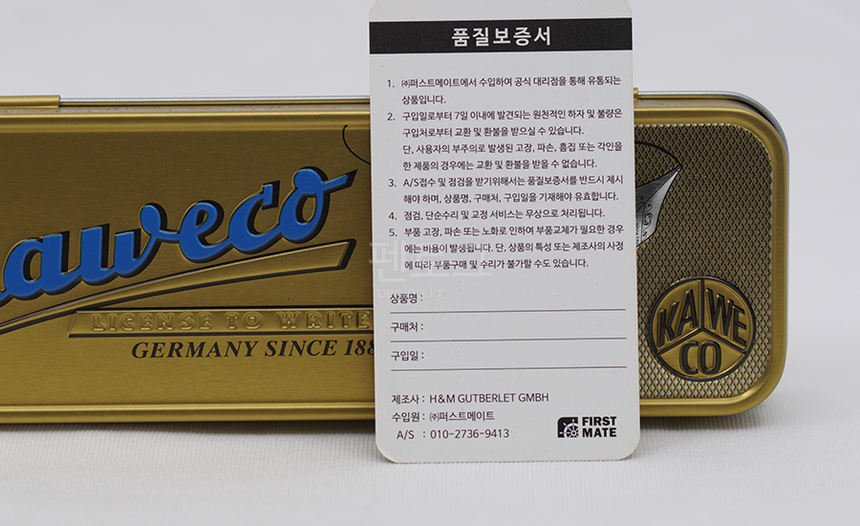 품질보증서
1. ㈜퍼스트메이트에서 수입하여 공식 대리점을 통해 유통되는
상품입니다.
2. 구입일로부터 7일 이내에 발견되는 원천적인 하자 및 불량은
구입처로부터 교환 및 환불을 받으실 수 있습니다.
단, 사용자의 부주의로 발생된 고장, 파손, 흠집 또는 각인을
한 제품의 경우에는 교환 및 환불을 받을 수 없습니다.
3. A/S접수 및 점검을 받기위해서는 품질보증서를 반드시 제시
해야 하며, 상품명, 구매처, 구입일을 기재해야 유효합니다.
4. 점검, 단순수리 및 교정 서비스는 무상으로 처리됩니다.
5. 부품 고장, 파손 또는 노화로 인하여 부품교체가 필요한 경우
에는 비용이 발생됩니다. 단, 상품의 특성 또는 제조사의 사정
에 따라 부품구매 및 수리가 불가할 수도 있습니다.
상품명 :
구매처 :
구입일 :
제조사 : H&M GUTBERLET GMBH
수입원 : ㈜퍼스트메이트
A/S : 010-2736-9413
FIRST
MATE
aweco
LICENSE TO WRITE
GERMANY SINCE 188
KAWE
CO